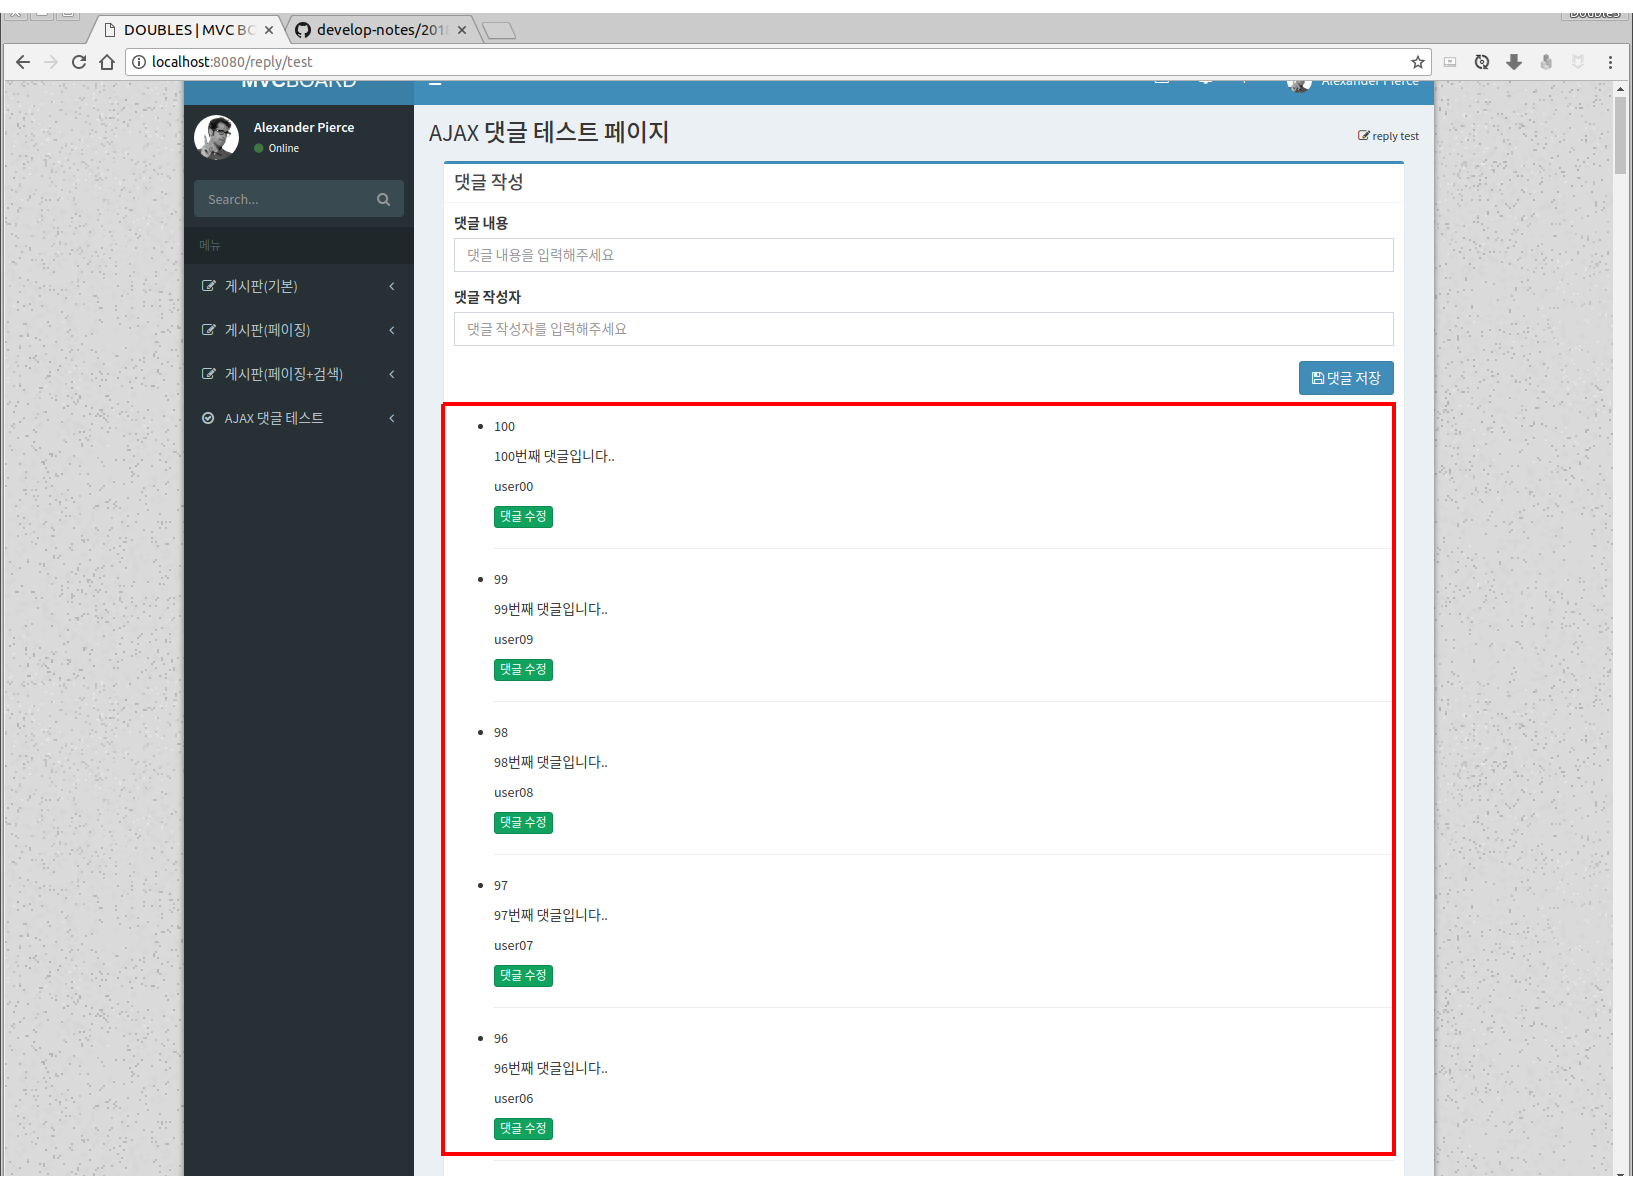 Doubles
DOUBLES | MVC BC
develop-notes/2018
localhost:8080/reply/test
MVCBOARD
Alexander Pierce
Alexander Pierce
Online
Search...
메뉴
게시판(기본)
게시판(페이징)
게시판(페이징+검색)
AJAX 댓글 테스트
AJAX 댓글 테스트 페이지
reply test
댓글 작성
댓글 내용
댓글 내용을 입력해주세요
댓글 작성자
댓글 작성자를 입력해주세요
댓글 저장
100
100번째 댓글입니다..
user00
댓글 수정
99
99번째 댓글입니다..
user09
댓글 수정
98
98번째 댓글입니다..
user08
댓글 수정
97
97번째 댓글입니다..
user07
댓글 수정
96
96번째 댓글입니다..
user06
댓글 수정